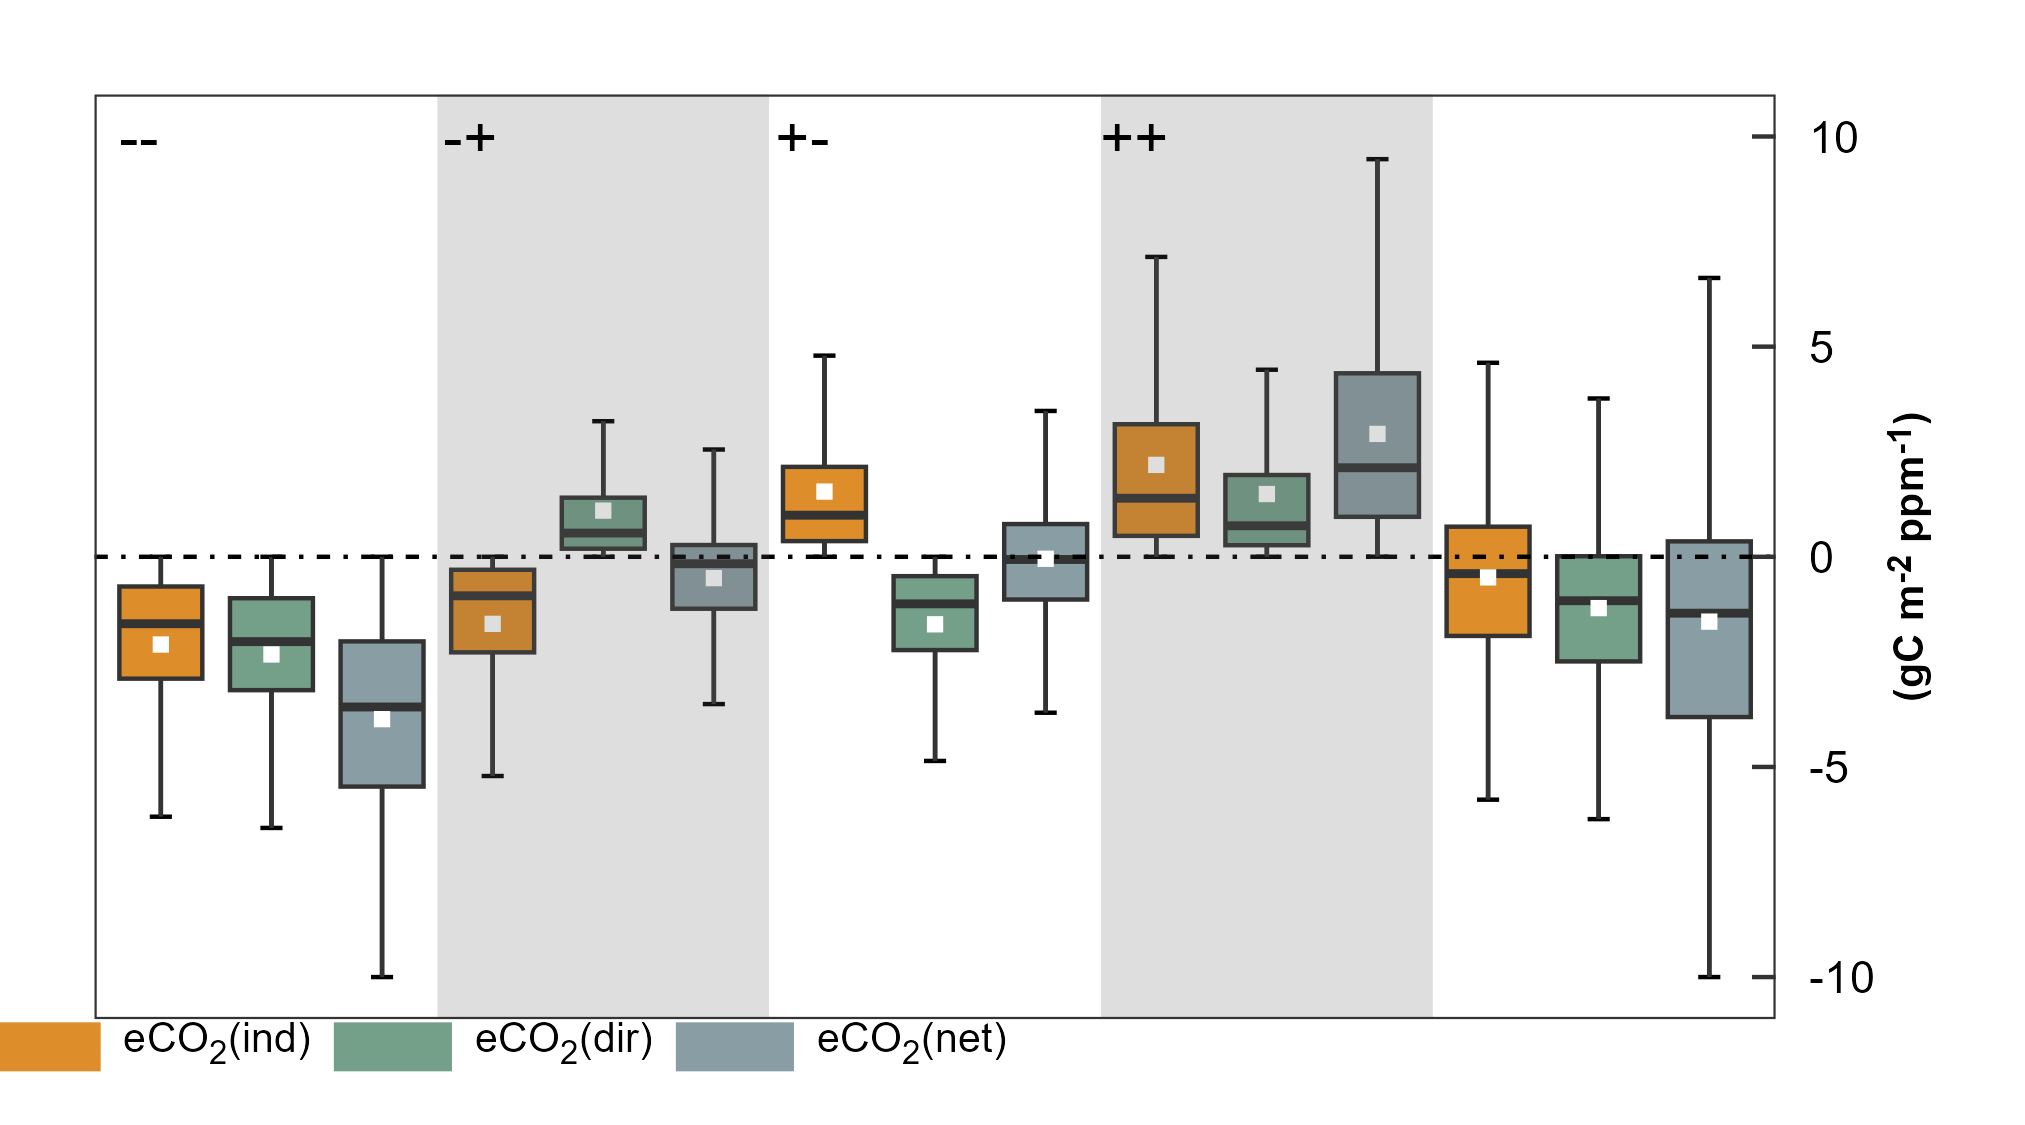 -- -+ +- ++
10
5
0
-5
-10
(gC m⁻² ppm⁻¹)
eCO₂(ind) eCO₂(dir) eCO₂(net)